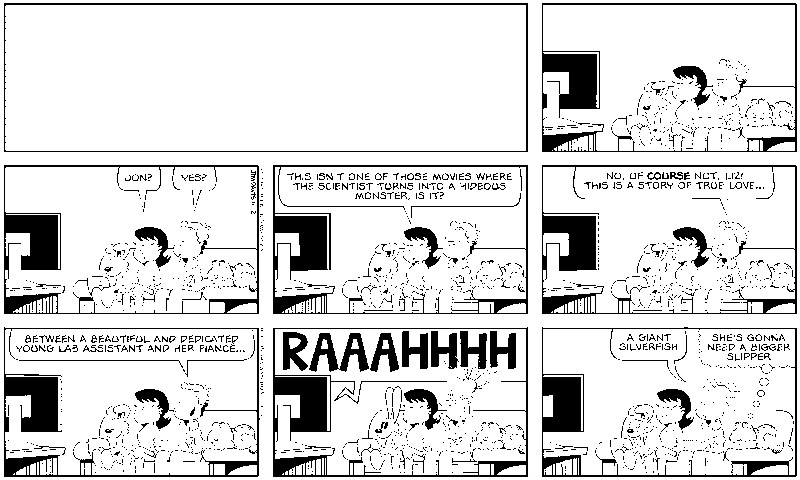 JON?
YES?
THIS ISN'T ONE OF THOSE MOVIES WHERE
THE SCIENTIST TURNS INTO A HIDEOUS
MONSTER, IS IT?
NO, OF COURSE NOT, LIZ!
THIS IS A STORY OF TRUE LOVE...
BETWEEN A BEAUTIFUL AND DEDICATED
YOUNG LAB ASSISTANT AND HER FIANCÉ...
RAAAHHHH
A GIANT
SILVERFISH
SHE'S GONNA
NEED A BIGGER
SLIPPER